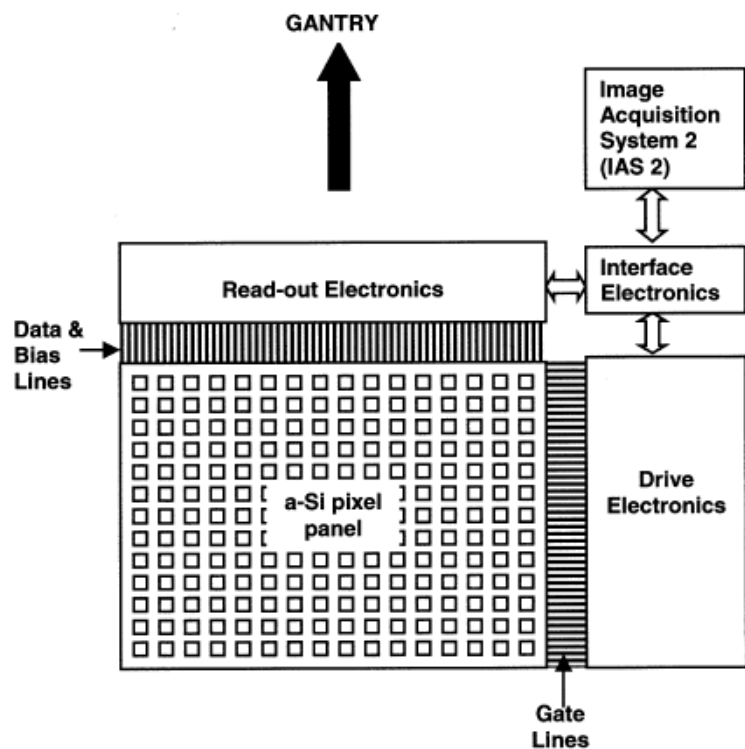 GANTRY
Image
Acquisition
System 2
(IAS 2)
Read-out Electronics
Interface
Electronics
Data &
Bias
Lines
a-Si pixel
panel
Drive
Electronics
Gate
Lines